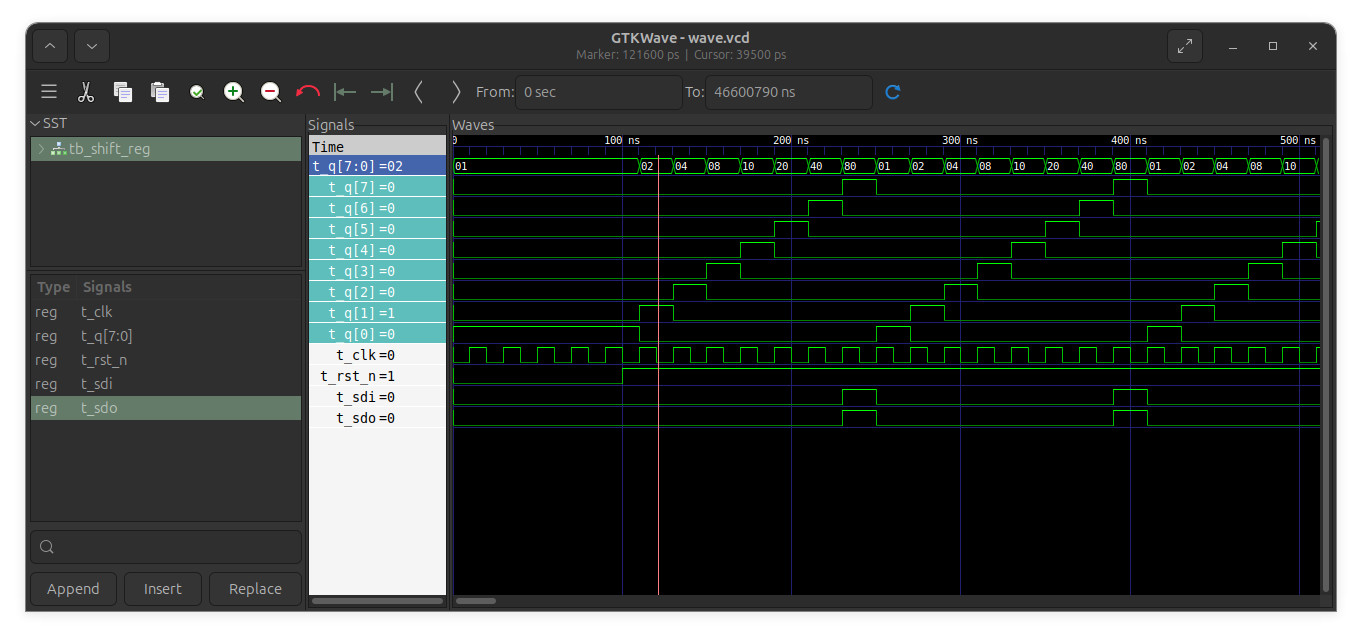 GTKWave - wave.vcd
Marker: 121600 ps | Cursor: 39500 ps
From: 0 sec To: 46600790 ns
SST
tb_shift_reg
Type Signals
reg t_clk
reg t_q[7:0]
reg t_rst_n
reg t_sdi
reg t_sdo
Append Insert Replace
Signals
Time
t_q[7:0] =02
t_q[7] =0
t_q[6] =0
t_q[5] =0
t_q[4] =0
t_q[3] =0
t_q[2] =0
t_q[1] =1
t_q[0] =0
t_clk =0
t_rst_n =1
t_sdi =0
t_sdo =0
Waves
0 100 ns 200 ns 300 ns 400 ns 500 ns
01 02 04 08 10 20 40 80 01 02 04 08 10 20 40 80 01 02 04 08 10